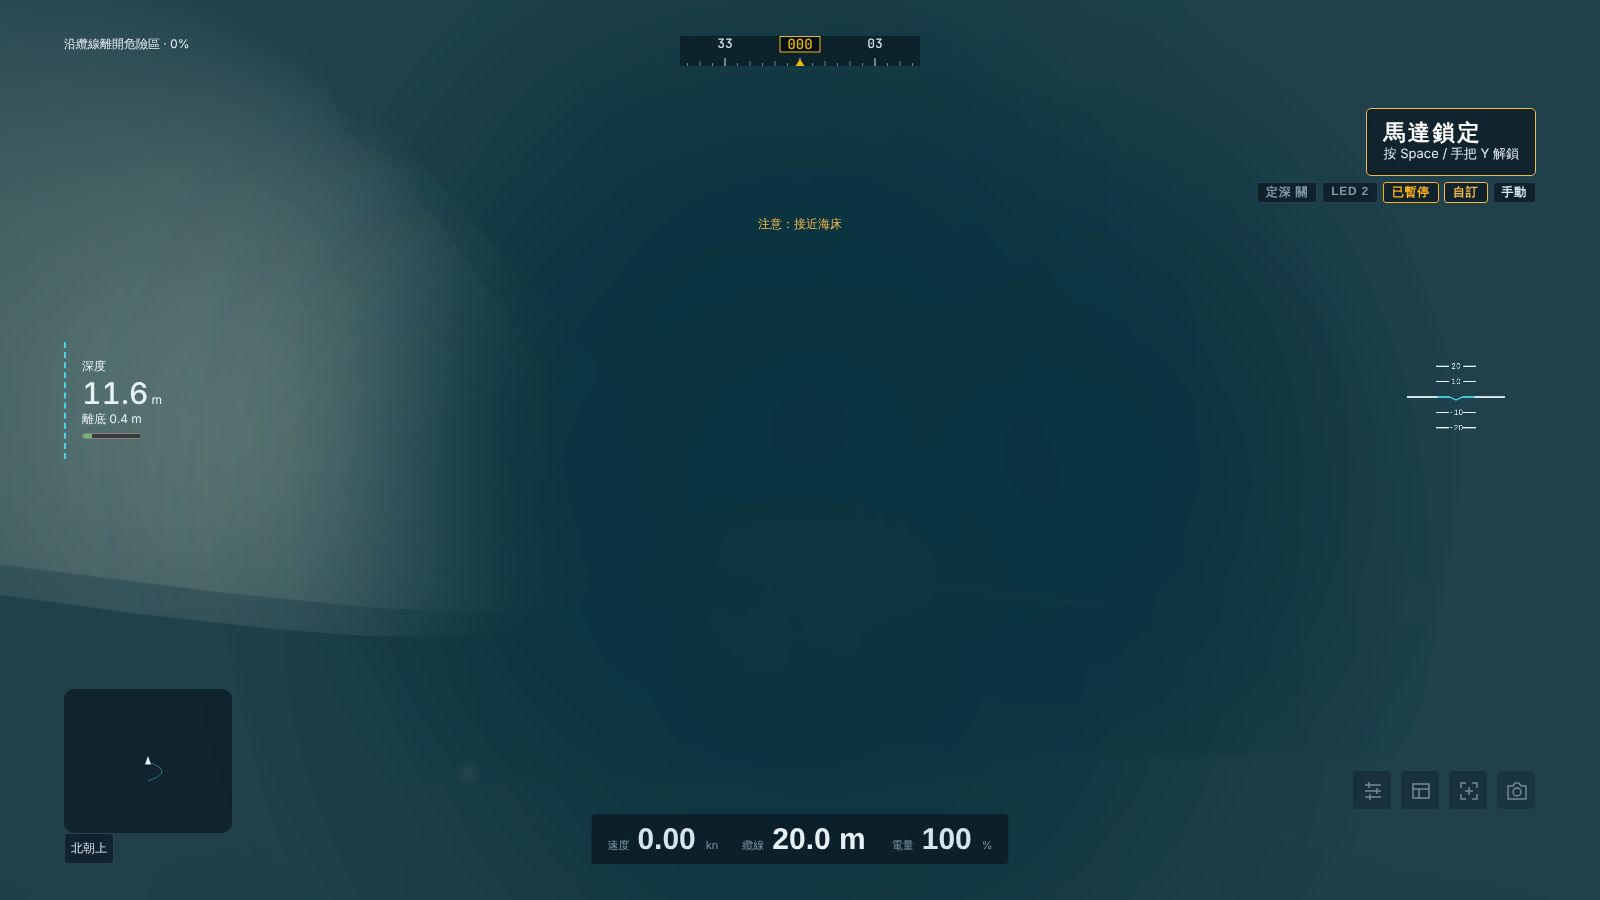 沿纜線離開危險區 · 0%
33 000 03
馬達鎖定
按 Space / 手把 Y 解鎖
定深 關 LED 2 已暫停 自訂 手動
注意：接近海床
深度
11.6 m
離底 0.4 m
20
10
-10
-20
北朝上
速度 0.00 kn 纜線 20.0 m 電量 100 %